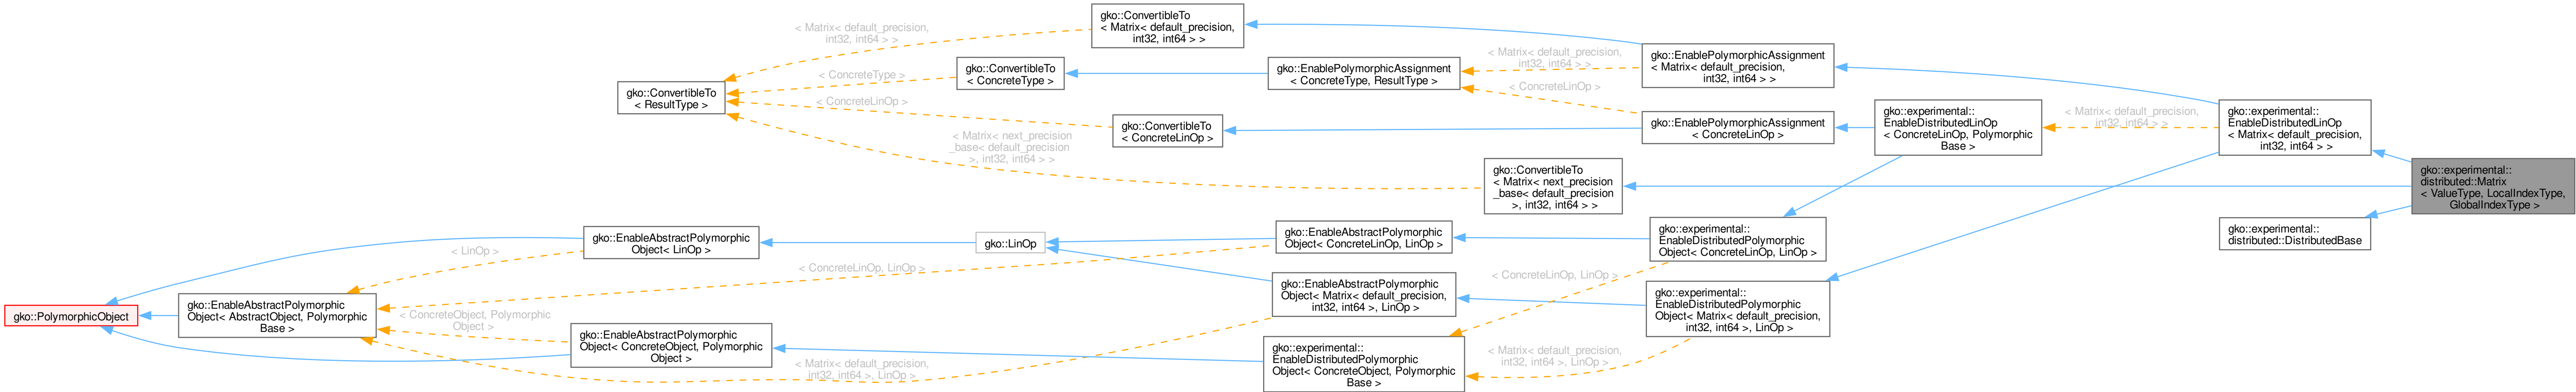 gko::PolymorphicObject
gko::EnableAbstractPolymorphic
Object< AbstractObject, Polymorphic
Base >
gko::EnableAbstractPolymorphic
Object< LinOp >
gko::EnableAbstractPolymorphic
Object< ConcreteObject, Polymorphic
Object >
gko::ConvertibleTo
< ResultType >
gko::ConvertibleTo
< Matrix< default_precision,
int32, int64 > >
gko::ConvertibleTo
< ConcreteType >
gko::ConvertibleTo
< ConcreteLinOp >
gko::LinOp
gko::EnablePolymorphicAssignment
< ConcreteType, ResultType >
gko::EnableAbstractPolymorphic
Object< ConcreteLinOp, LinOp >
gko::EnableAbstractPolymorphic
Object< Matrix< default_precision,
int32, int64 >, LinOp >
gko::experimental::
EnableDistributedPolymorphic
Object< ConcreteObject, Polymorphic
Base >
gko::ConvertibleTo
< Matrix< next_precision
_base< default_precision
>, int32, int64 > >
gko::EnablePolymorphicAssignment
< Matrix< default_precision,
int32, int64 > >
gko::EnablePolymorphicAssignment
< ConcreteLinOp >
gko::experimental::
EnableDistributedPolymorphic
Object< ConcreteLinOp, LinOp >
gko::experimental::
EnableDistributedPolymorphic
Object< Matrix< default_precision,
int32, int64 >, LinOp >
gko::experimental::
EnableDistributedLinOp
< ConcreteLinOp, Polymorphic
Base >
gko::experimental::
EnableDistributedLinOp
< Matrix< default_precision,
int32, int64 > >
gko::experimental::
distributed::DistributedBase
gko::experimental::
distributed::Matrix
< ValueType, LocalIndexType,
GlobalIndexType >
< Matrix< default_precision,
int32, int64 > >
< ConcreteType >
< ConcreteLinOp >
< Matrix< next_precision
_base< default_precision
>, int32, int64 > >
< LinOp >
< ConcreteLinOp, LinOp >
< ConcreteObject, Polymorphic
Object >
< Matrix< default_precision,
int32, int64 >, LinOp >
< Matrix< default_precision,
int32, int64 > >
< ConcreteLinOp >
< ConcreteLinOp, LinOp >
< Matrix< default_precision,
int32, int64 >, LinOp >
< Matrix< default_precision,
int32, int64 > >